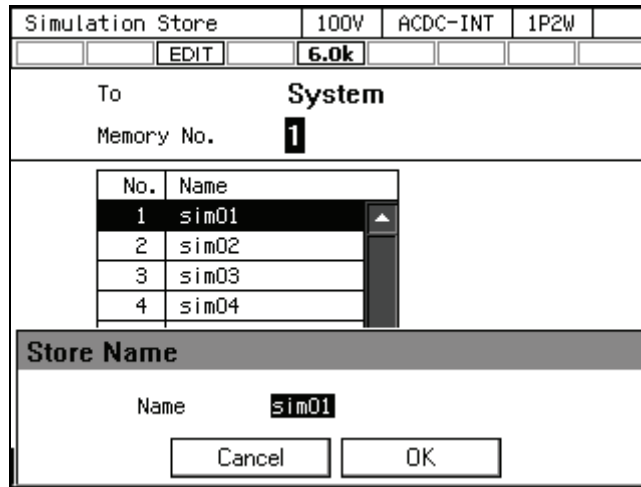 Simulation Store 100V ACDC-INT 1P2W
EDIT 6.0k
To System
Memory No. 1
No. Name
1 sim01
2 sim02
3 sim03
4 sim04
Store Name
Name sim01
Cancel OK